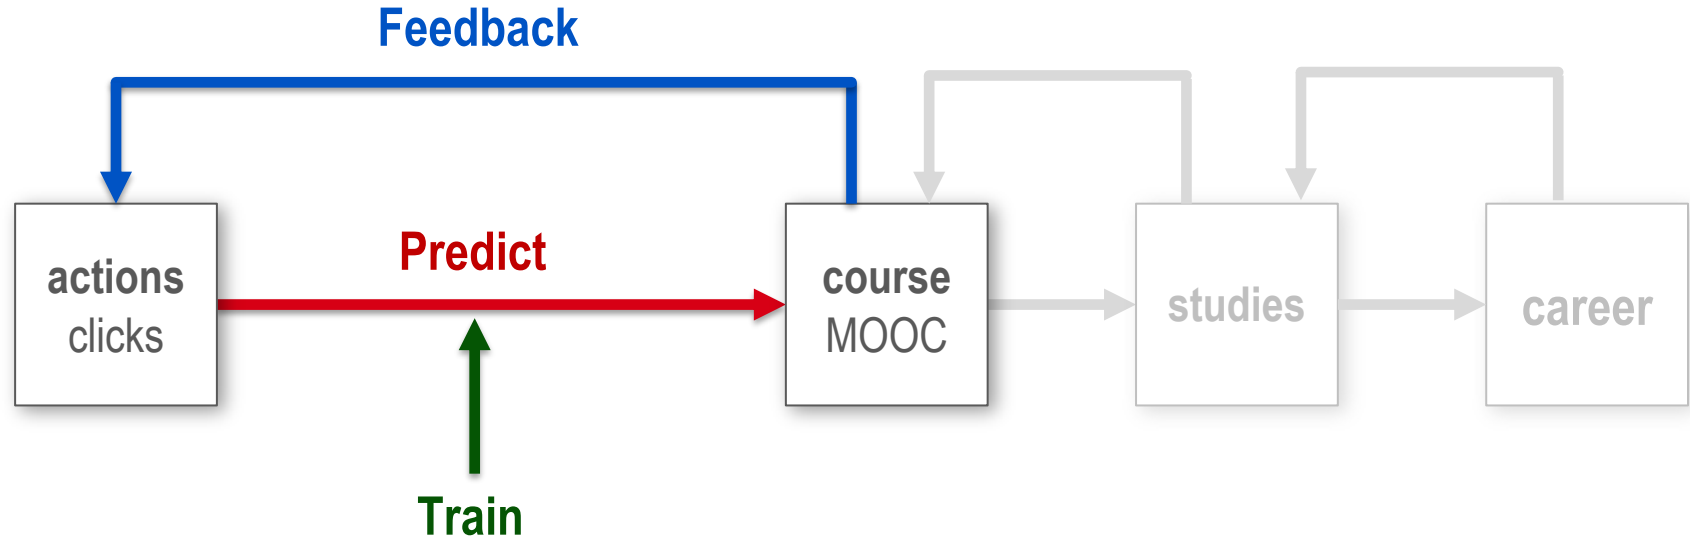 Feedback
Predict
actions
clicks
course
MOOC
studies
career
Train